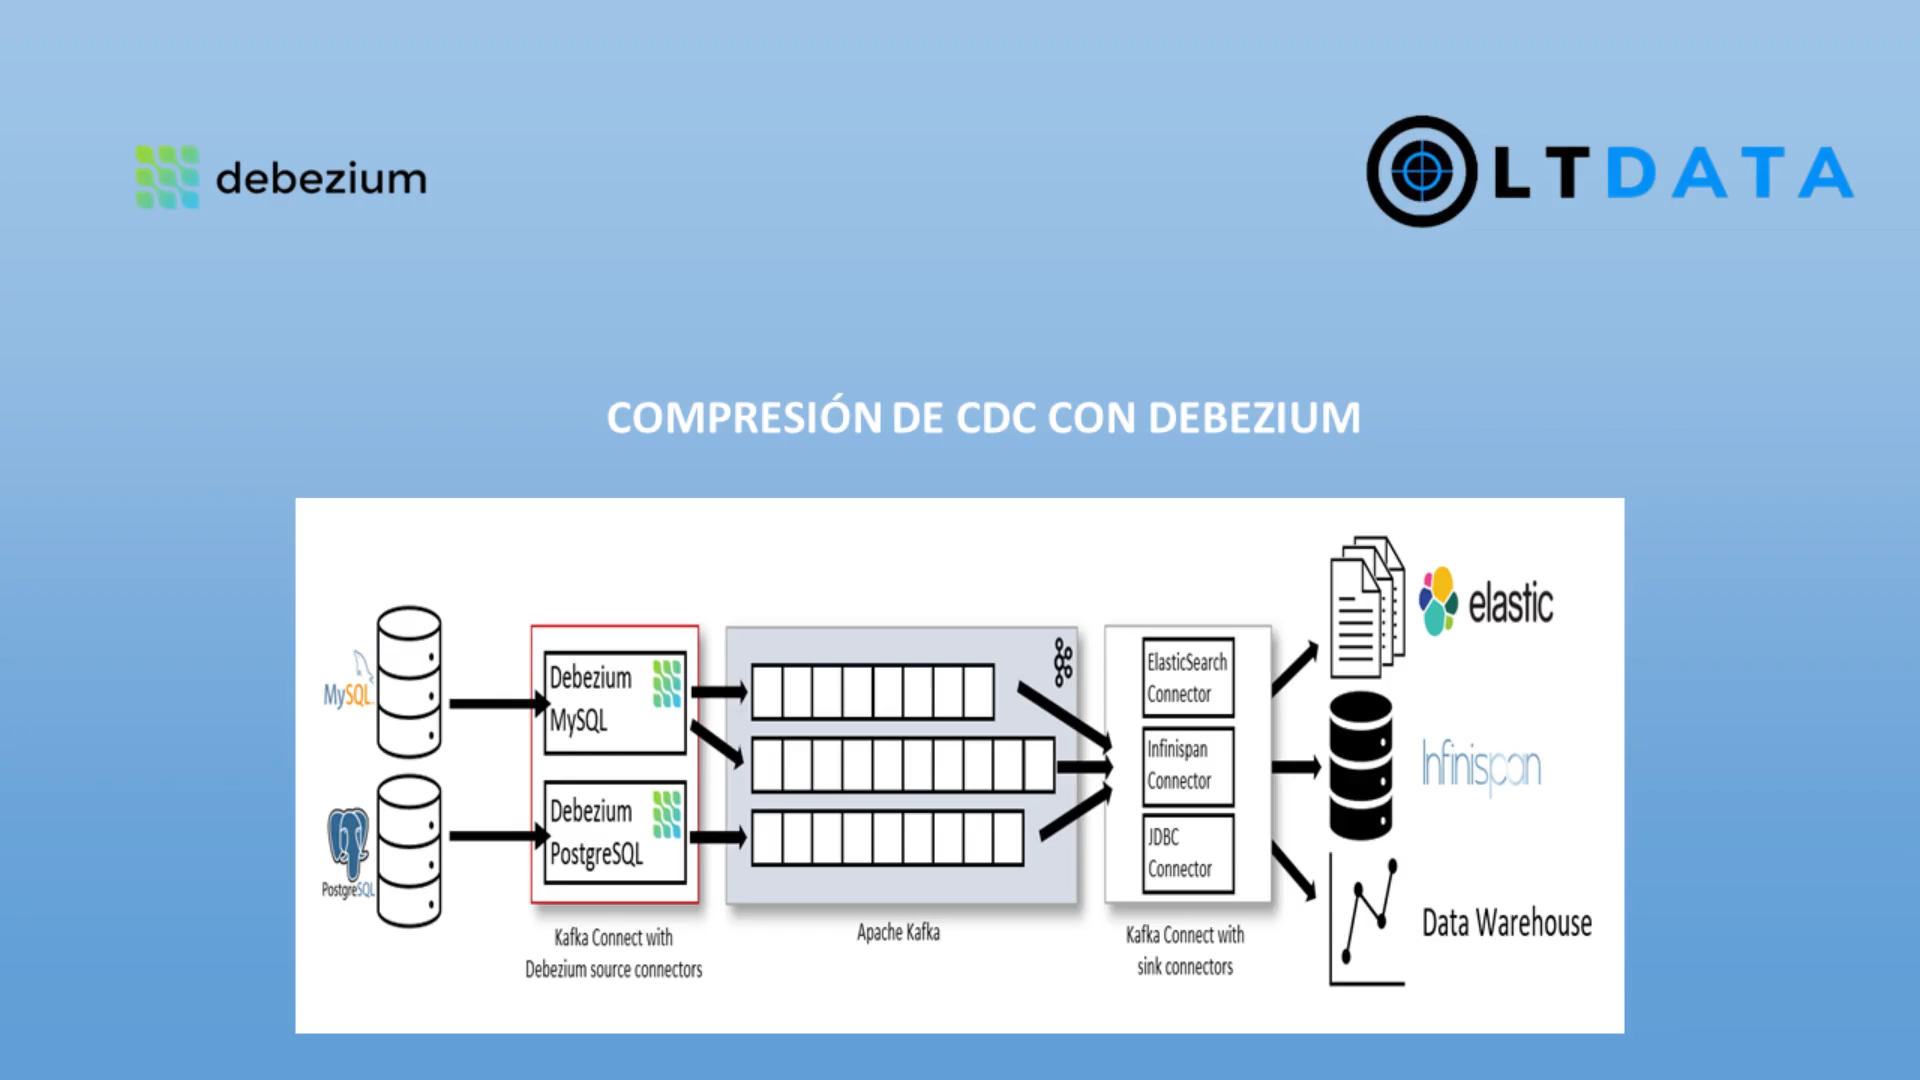 debezium
LTDATA
COMPRESIÓN DE CDC CON DEBEZIUM
MySQL
PostgreSQL
Debezium
MySQL
Debezium
PostgreSQL
Kafka Connect with
Debezium source connectors
Apache Kafka
ElasticSearch
Connector
Infinispan
Connector
JDBC
Connector
Kafka Connect with
sink connectors
elastic
Infinispan
Data Warehouse